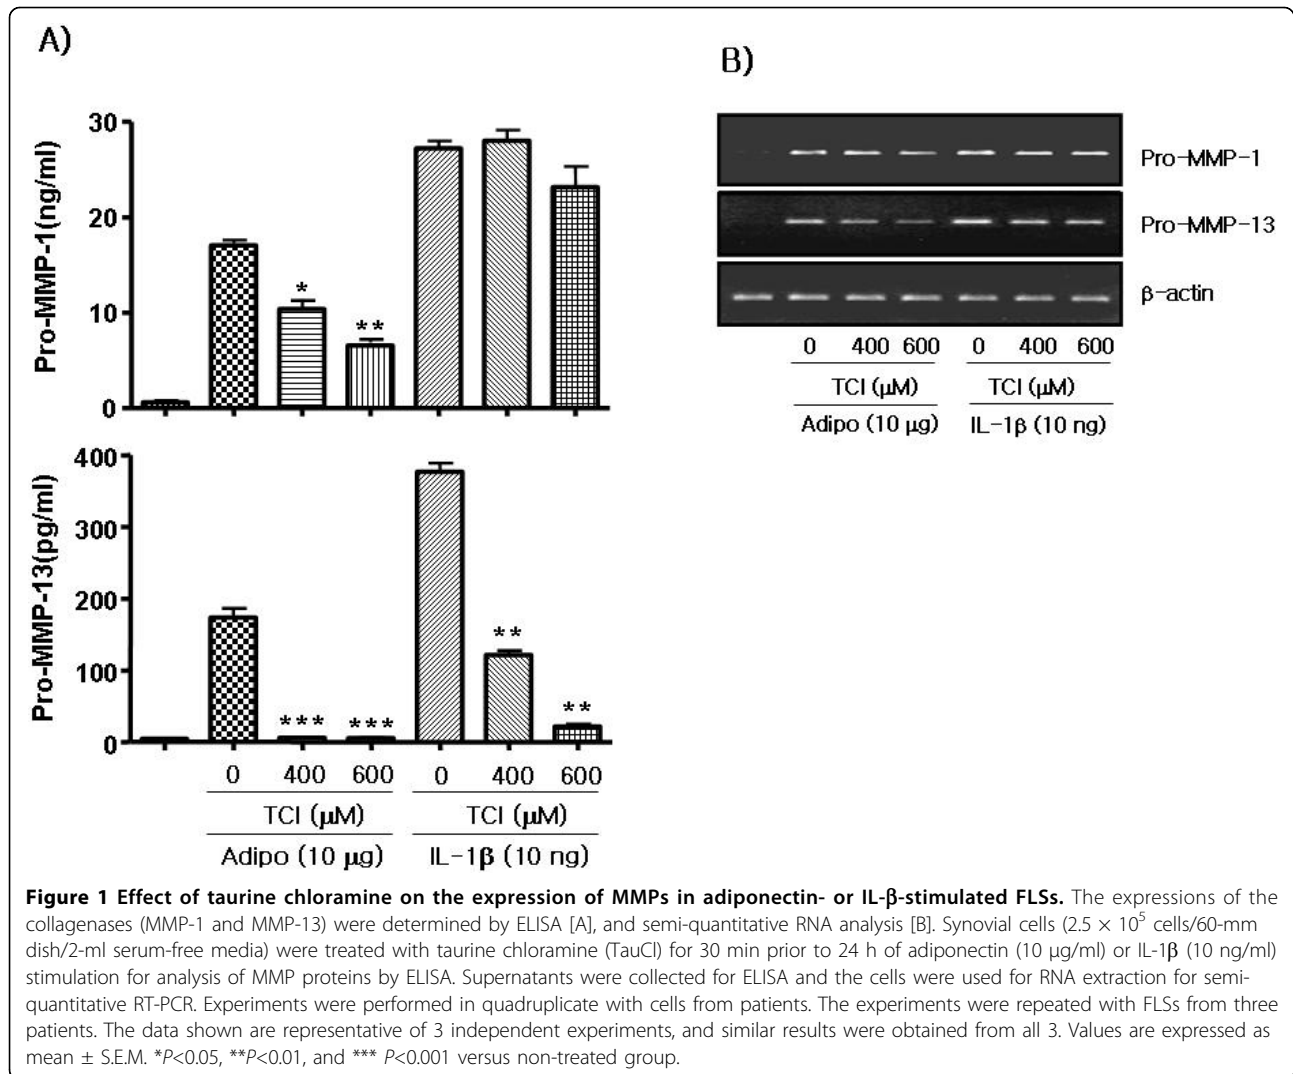 A)
30
20
10
0
Pro-MMP-1(ng/ml)
*
**
400
300
200
100
0
Pro-MMP-13(pg/ml)
***
***
**
**
0 400 600 0 400 600
TCl (μM) TCl (μM)
Adipo (10 μg) IL-1β (10 ng)
B)
Pro-MMP-1
Pro-MMP-13
β-actin
0 400 600 0 400 600
TCl (μM) TCl (μM)
Adipo (10 μg) IL-1β (10 ng)
Figure 1 Effect of taurine chloramine on the expression of MMPs in adiponectin- or IL-β-stimulated FLSs. The expressions of the
collagenases (MMP-1 and MMP-13) were determined by ELISA [A], and semi-quantitative RNA analysis [B]. Synovial cells (2.5 × 10⁵ cells/60-mm
dish/2-ml serum-free media) were treated with taurine chloramine (TauCl) for 30 min prior to 24 h of adiponectin (10 μg/ml) or IL-1β (10 ng/ml)
stimulation for analysis of MMP proteins by ELISA. Supernatants were collected for ELISA and the cells were used for RNA extraction for semi-
quantitative RT-PCR. Experiments were performed in quadruplicate with cells from patients. The experiments were repeated with FLSs from three
patients. The data shown are representative of 3 independent experiments, and similar results were obtained from all 3. Values are expressed as
mean ± S.E.M. *P<0.05, **P<0.01, and *** P<0.001 versus non-treated group.